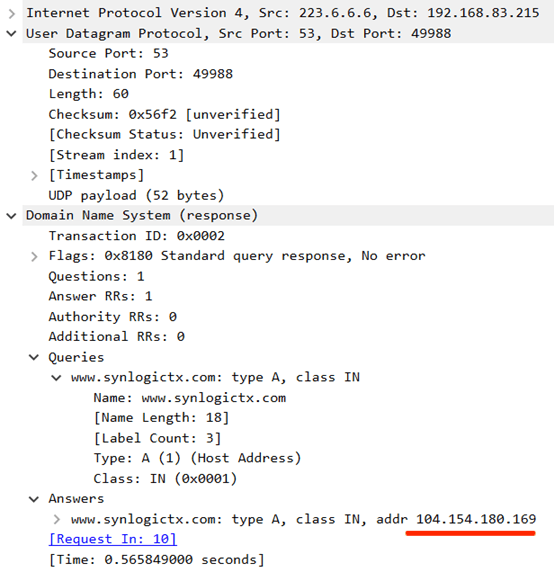 Internet Protocol Version 4, Src: 223.6.6.6, Dst: 192.168.83.215
User Datagram Protocol, Src Port: 53, Dst Port: 49988
Source Port: 53
Destination Port: 49988
Length: 60
Checksum: 0x56f2 [unverified]
[Checksum Status: Unverified]
[Stream index: 1]
[Timestamps]
UDP payload (52 bytes)
Domain Name System (response)
Transaction ID: 0x0002
Flags: 0x8180 Standard query response, No error
Questions: 1
Answer RRs: 1
Authority RRs: 0
Additional RRs: 0
Queries
www.synlogictx.com: type A, class IN
Name: www.synlogictx.com
[Name Length: 18]
[Label Count: 3]
Type: A (1) (Host Address)
Class: IN (0x0001)
Answers
www.synlogictx.com: type A, class IN, addr 104.154.180.169
[Request In: 10]
[Time: 0.565849000 seconds]